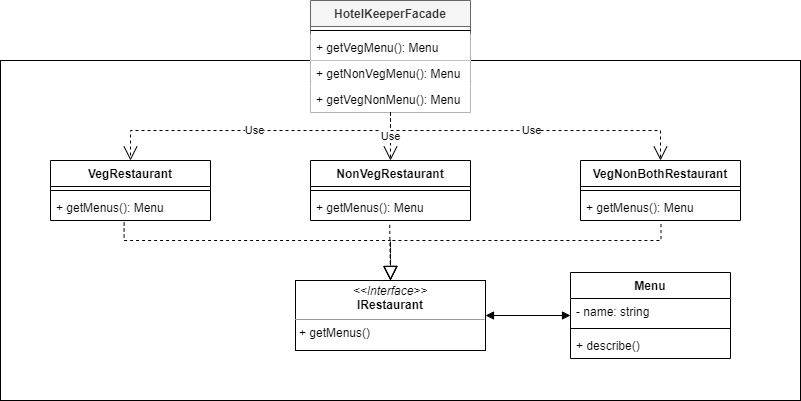 HotelKeeperFacade
+ getVegMenu(): Menu
+ getNonVegMenu(): Menu
+ getVegNonMenu(): Menu
Use
Use
Use
VegRestaurant
+ getMenus(): Menu
NonVegRestaurant
+ getMenus(): Menu
VegNonBothRestaurant
+ getMenus(): Menu
<<Interface>>
IRestaurant
+ getMenus()
Menu
- name: string
+ describe()